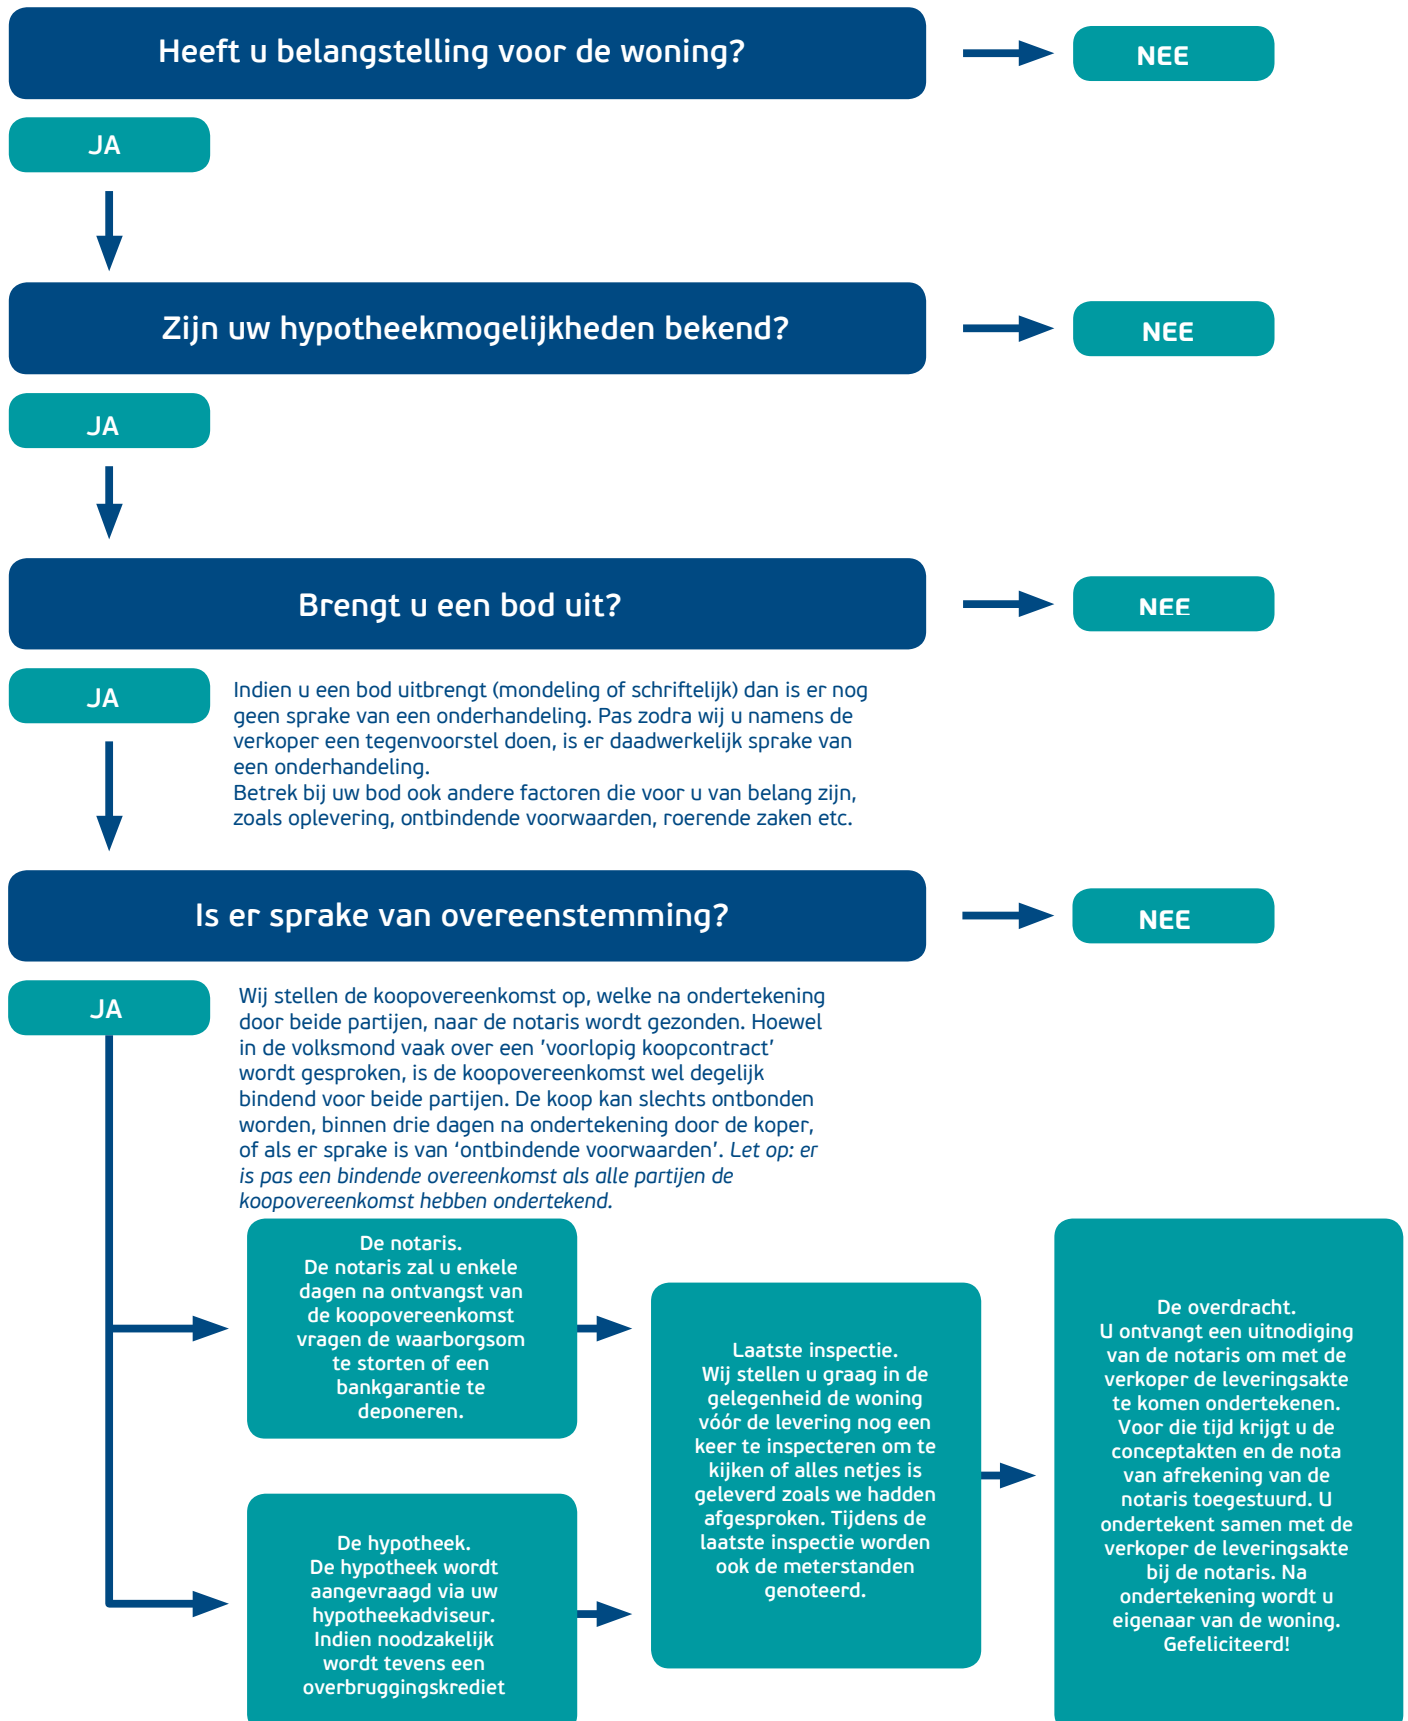 Heeft u belangstelling voor de woning?
NEE
JA
Zijn uw hypotheekmogelijkheden bekend?
NEE
JA
Brengt u een bod uit?
NEE
JA
Indien u een bod uitbrengt (mondeling of schriftelijk) dan is er nog
geen sprake van een onderhandeling. Pas zodra wij u namens de
verkoper een tegenvoorstel doen, is er daadwerkelijk sprake van
een onderhandeling.
Betrek bij uw bod ook andere factoren die voor u van belang zijn,
zoals oplevering, ontbindende voorwaarden, roerende zaken etc.
Is er sprake van overeenstemming?
NEE
JA
Wij stellen de koopovereenkomst op, welke na ondertekening
door beide partijen, naar de notaris wordt gezonden. Hoewel
in de volksmond vaak over een 'voorlopig koopcontract'
wordt gesproken, is de koopovereenkomst wel degelijk
bindend voor beide partijen. De koop kan slechts ontbonden
worden, binnen drie dagen na ondertekening door de koper,
of als er sprake is van ‘ontbindende voorwaarden’. Let op: er
is pas een bindende overeenkomst als alle partijen de
koopovereenkomst hebben ondertekend.
De notaris.
De notaris zal u enkele
dagen na ontvangst van
de koopovereenkomst
vragen de waarborgsom
te storten of een
bankgarantie te
deponeren.
De hypotheek.
De hypotheek wordt
aangevraagd via uw
hypotheekadviseur.
Indien noodzakelijk
wordt tevens een
overbruggingskrediet
Laatste inspectie.
Wij stellen u graag in de
gelegenheid de woning
vóór de levering nog een
keer te inspecteren om te
kijken of alles netjes is
geleverd zoals we hadden
afgesproken. Tijdens de
laatste inspectie worden
ook de meterstanden
genoteerd.
De overdracht.
U ontvangt een uitnodiging
van de notaris om met de
verkoper de leveringsakte
te komen ondertekenen.
Voor die tijd krijgt u de
conceptakten en de nota
van afrekening van de
notaris toegestuurd. U
ondertekent samen met de
verkoper de leveringsakte
bij de notaris. Na
ondertekening wordt u
eigenaar van de woning.
Gefeliciteerd!